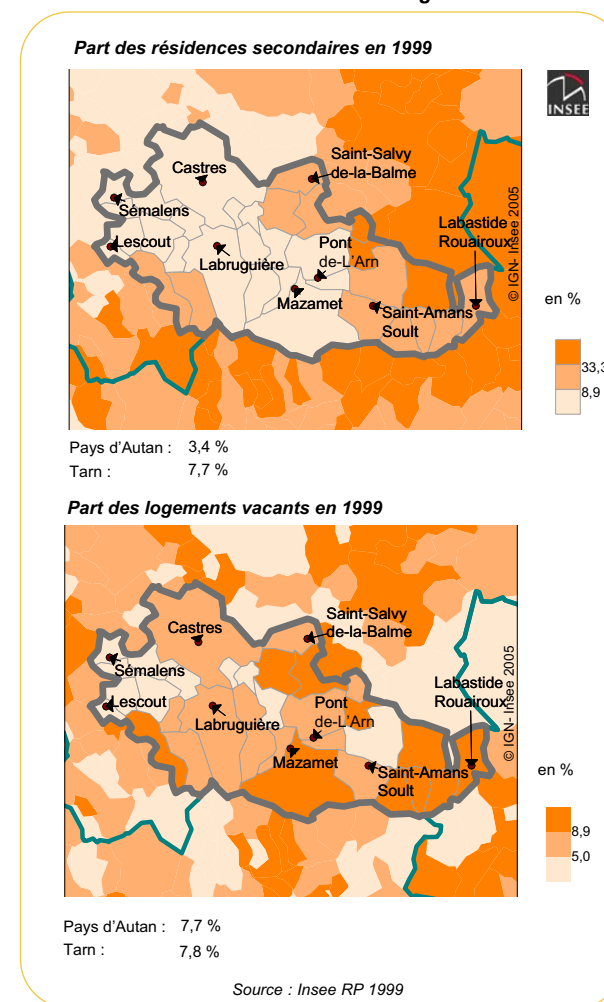 Part des résidences secondaires en 1999
INSEE
Saint-Salvy
de-la-Balme
Castres
Sémalens
Labastide
Rouairoux
Lescout
Pont
de-L'Arn
Labruguière
Mazamet
Saint-Amans
Soult
© IGN- Insee 2005
en %
33,3
8,9
Pays d'Autan : 3,4 %
Tarn : 7,7 %
Part des logements vacants en 1999
Saint-Salvy
de-la-Balme
Castres
Sémalens
Labastide
Rouairoux
Lescout
Pont
de-L'Arn
Labruguière
Mazamet
Saint-Amans
Soult
© IGN- Insee 2005
en %
8,9
5,0
Pays d'Autan : 7,7 %
Tarn : 7,8 %
Source : Insee RP 1999